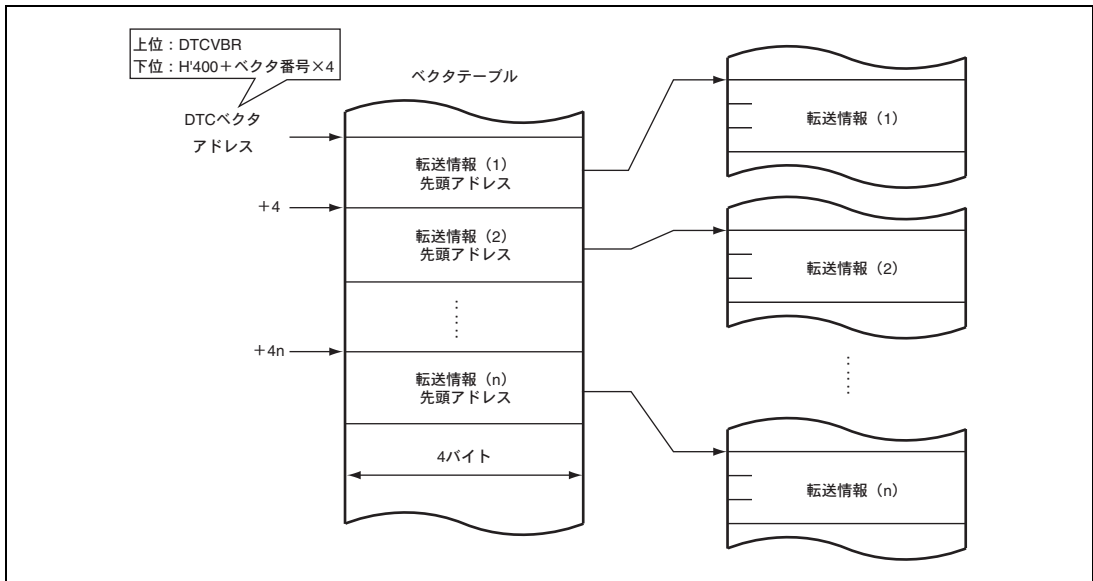 上位：DTCVBR
下位：H'400＋ベクタ番号×4
DTCベクタ
アドレス
ベクタテーブル
転送情報（1）
先頭アドレス
＋4
転送情報（2）
先頭アドレス
＋4n
転送情報（n）
先頭アドレス
4バイト
転送情報（1）
転送情報（2）
転送情報（n）